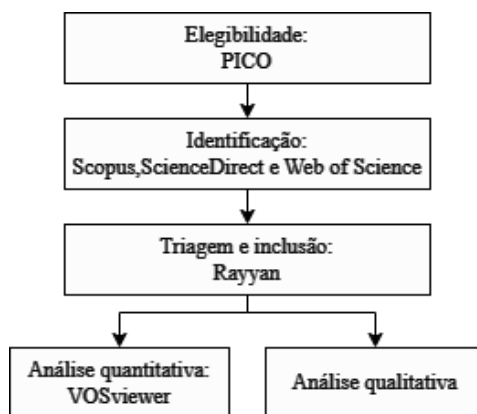 Elegibilidade:
PICO
Identificação:
Scopus,ScienceDirect e Web of Science
Triagem e inclusão:
Rayyan
Análise quantitativa:
VOSviewer
Análise qualitativa